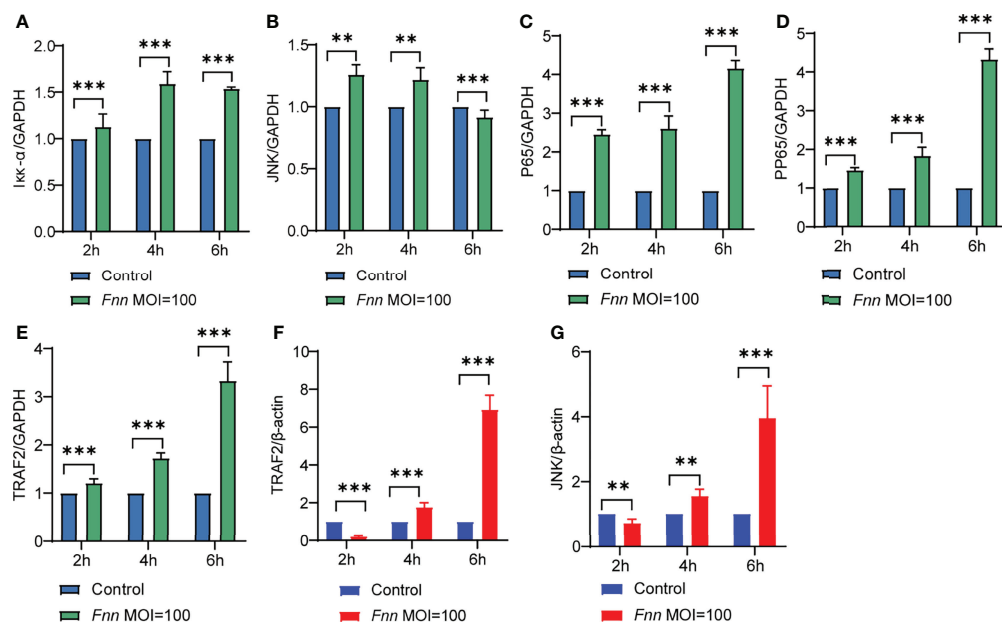 A
Iκκ-α/GAPDH
2.0
1.5
1.0
0.5
0.0
***
***
***
2h
4h
6h
Control
Fnn MOI=100
B
JNK/GAPDH
1.5
1.0
0.5
0.0
**
**
***
2h
4h
6h
Control
Fnn MOI=100
C
P65/GAPDH
5
4
3
2
1
0
***
***
***
2h
4h
6h
Control
Fnn MOI=100
D
PP65/GAPDH
5
4
3
2
1
0
***
***
***
2h
4h
6h
Control
Fnn MOI=100
E
TRAF2/GAPDH
4
3
2
1
0
***
***
***
2h
4h
6h
Control
Fnn MOI=100
F
TRAF2/β-actin
10
8
6
4
2
0
***
***
***
2h
4h
6h
Control
Fnn MOI=100
G
JNK/β-actin
6
4
2
0
**
**
***
2h
4h
6h
Control
Fnn MOI=100